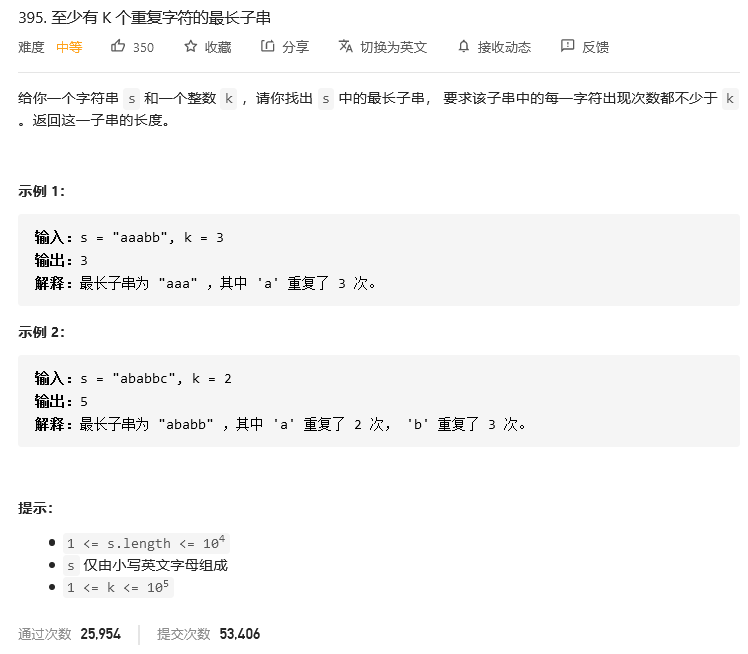 395. 至少有 K 个重复字符的最长子串
难度 中等 350 收藏 分享 切换为英文 接收动态 反馈
给你一个字符串 s 和一个整数 k ，请你找出 s 中的最长子串， 要求该子串中的每一字符出现次数都不少于 k
。返回这一子串的长度。
示例 1：
输入：s = "aaabb", k = 3
输出：3
解释：最长子串为 "aaa" ，其中 'a' 重复了 3 次。
示例 2：
输入：s = "ababbc", k = 2
输出：5
解释：最长子串为 "ababb" ，其中 'a' 重复了 2 次， 'b' 重复了 3 次。
提示：
• 1 <= s.length <= 10⁴
• s 仅由小写英文字母组成
• 1 <= k <= 10⁵
通过次数 25,954 提交次数 53,406